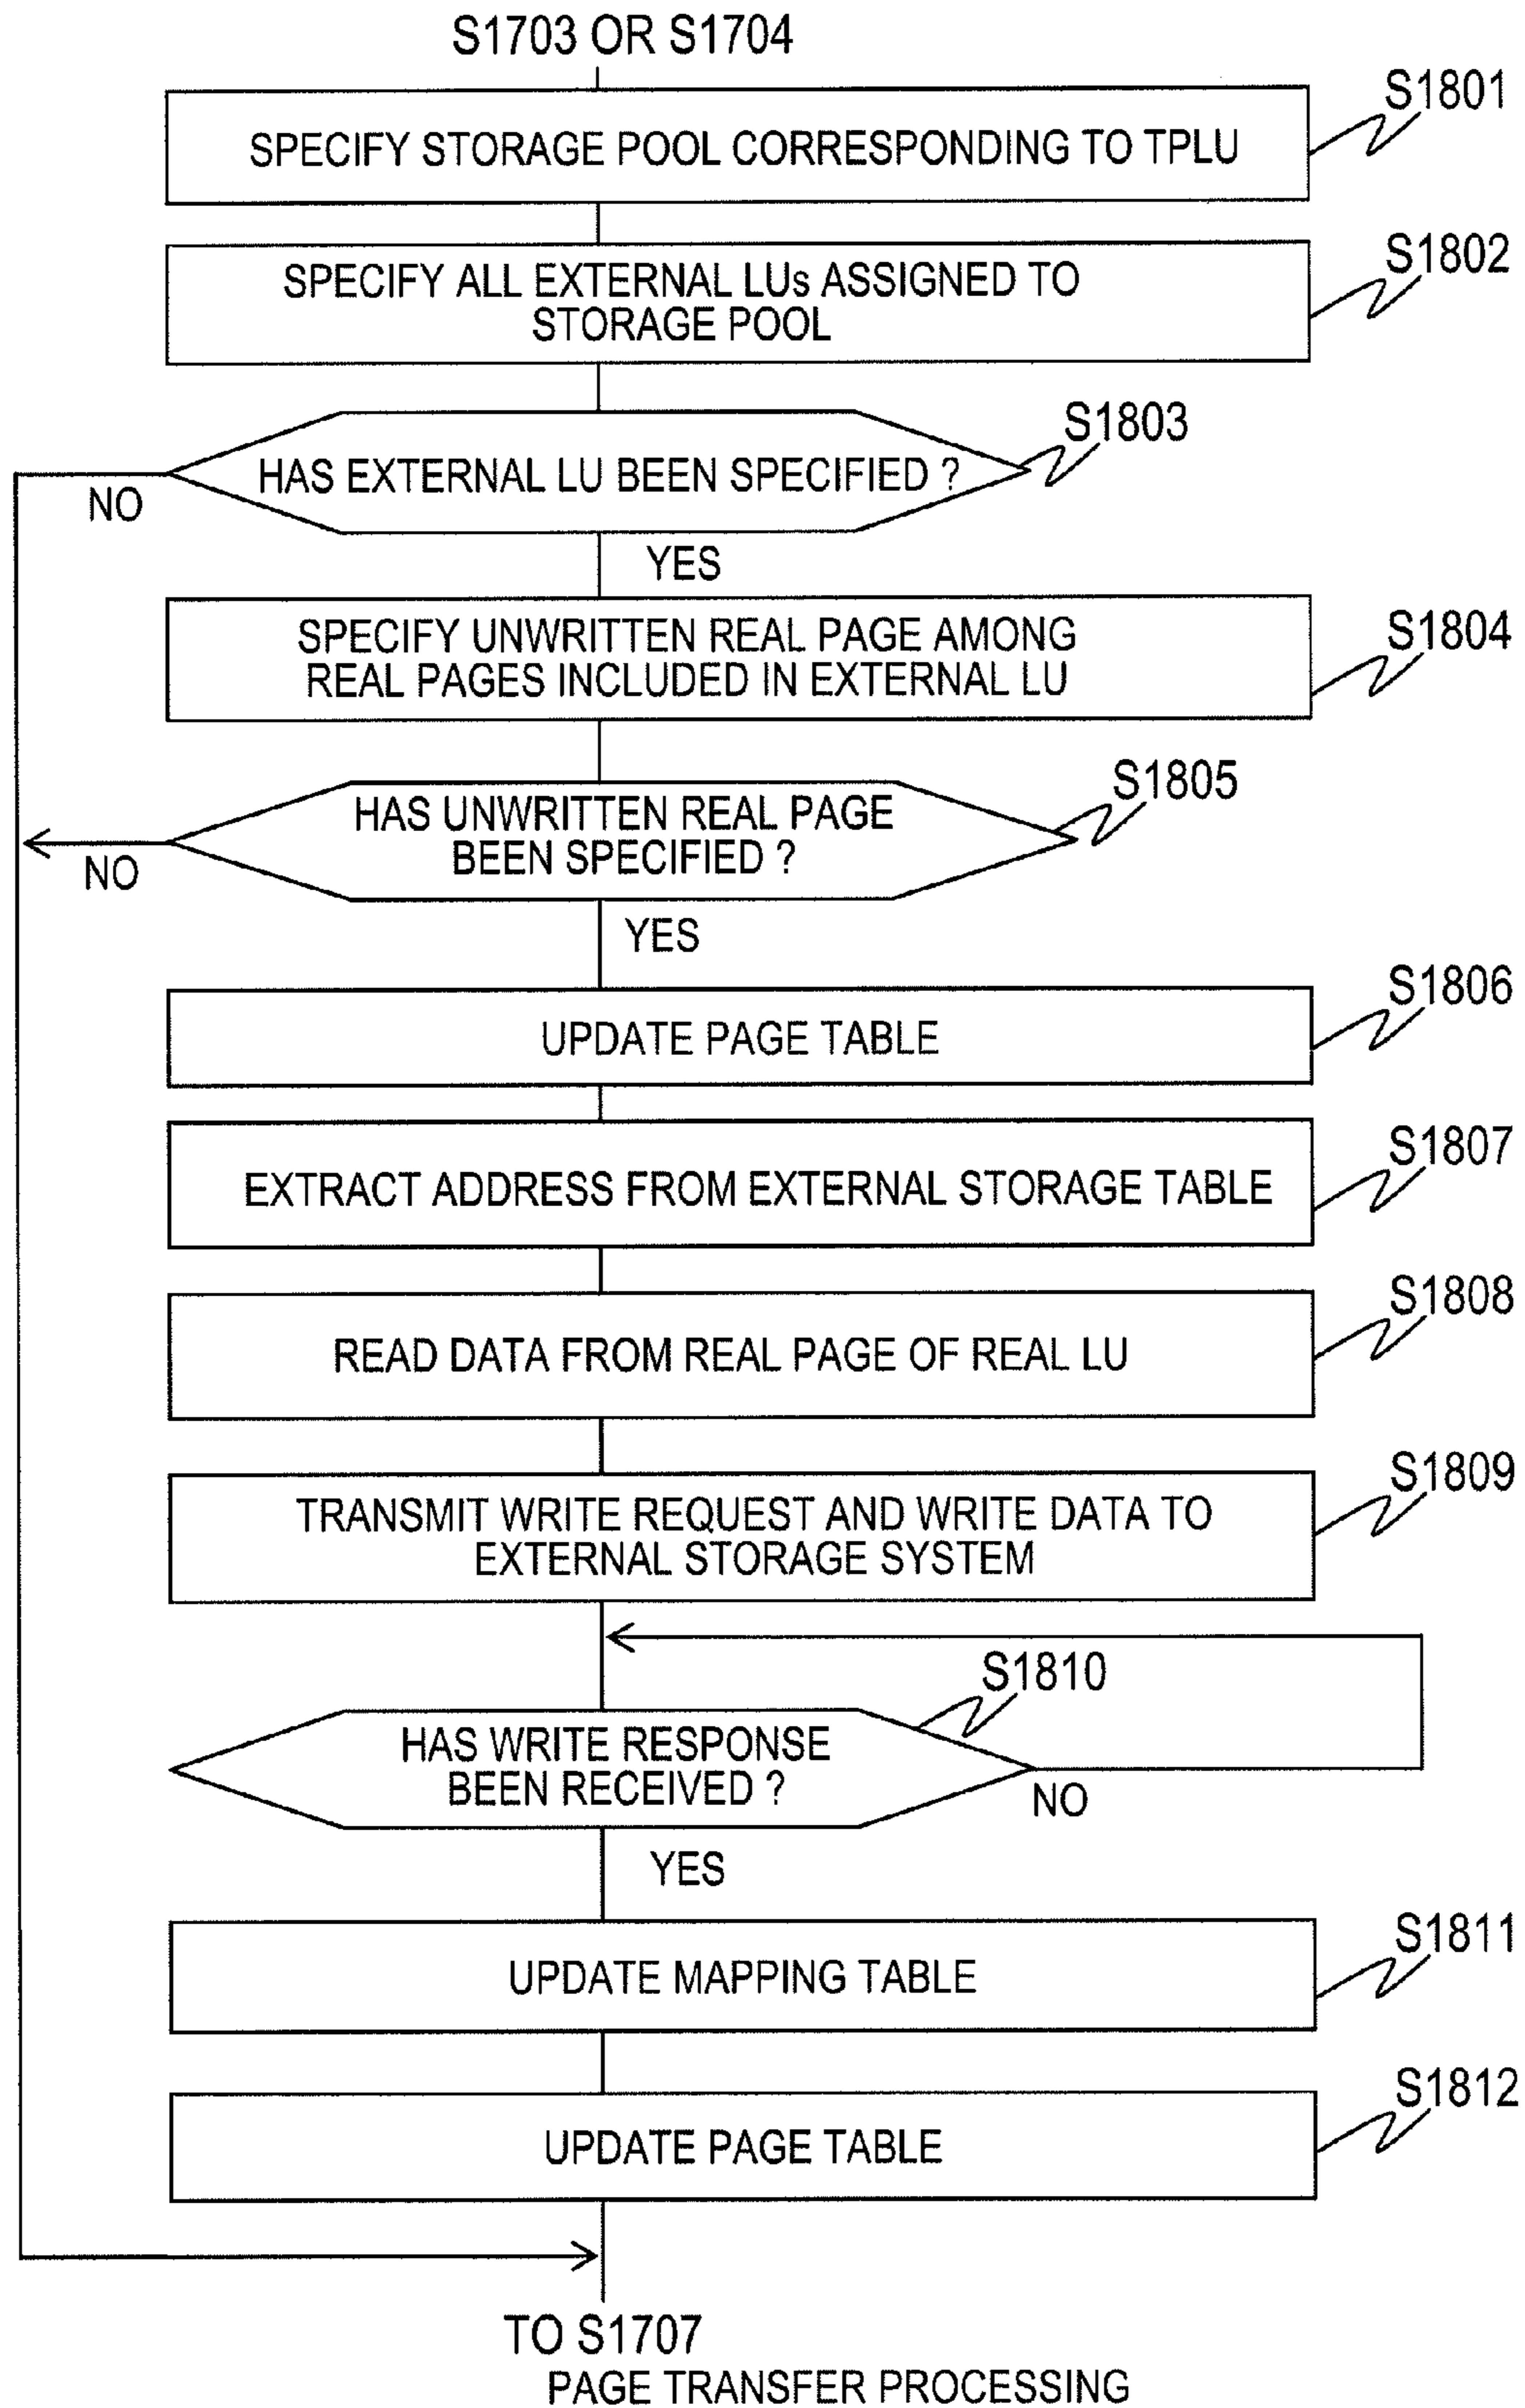 S1703 OR S1704
S1801
SPECIFY STORAGE POOL CORRESPONDING TO TPLU
S1802
SPECIFY ALL EXTERNAL LUs ASSIGNED TO
STORAGE POOL
S1803
HAS EXTERNAL LU BEEN SPECIFIED ?
NO
YES
SPECIFY UNWRITTEN REAL PAGE AMONG
REAL PAGES INCLUDED IN EXTERNAL LU
S1804
S1805
HAS UNWRITTEN REAL PAGE
BEEN SPECIFIED ?
NO
YES
S1806
UPDATE PAGE TABLE
S1807
EXTRACT ADDRESS FROM EXTERNAL STORAGE TABLE
S1808
READ DATA FROM REAL PAGE OF REAL LU
S1809
TRANSMIT WRITE REQUEST AND WRITE DATA TO
EXTERNAL STORAGE SYSTEM
S1810
HAS WRITE RESPONSE
BEEN RECEIVED ?
NO
YES
S1811
UPDATE MAPPING TABLE
S1812
UPDATE PAGE TABLE
TO S1707
PAGE TRANSFER PROCESSING